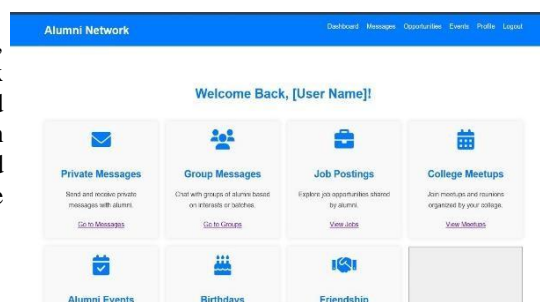 Alumni Network
Dashboard Messages Opportunities Events Profile Logout
Welcome Back, [User Name]!
Private Messages
Send and receive private
messages with alumni.
Go to Messages
Group Messages
Chat with groups of alumni based
on interests or batches.
Go to Groups
Job Postings
Explore job opportunities shared
by alumni.
View Jobs
College Meetups
Join meetups and reunions
organized by your college.
View Meetups
Alumni Events
Birthdays
Friendship